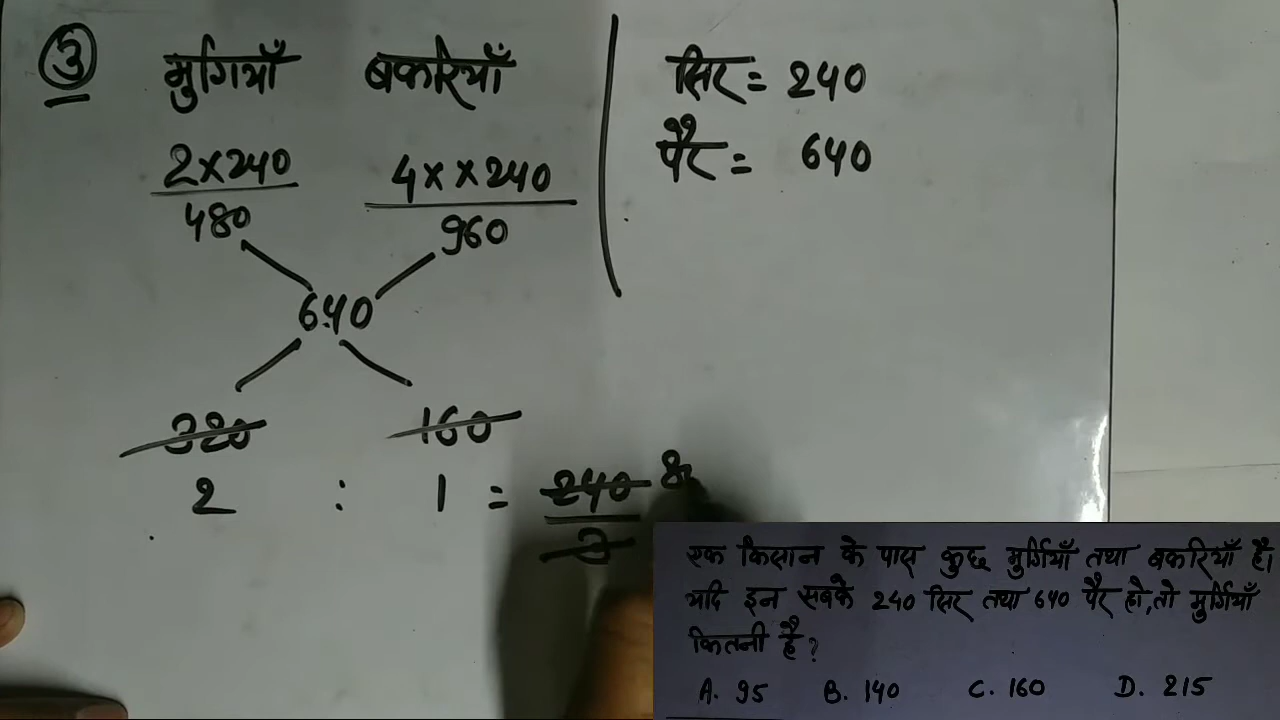 3 मुर्गियाँ बकरियाँ
2×240 4××240
480 960
640
320 160
2 : 1 = 240 8
3
सिर = 240
पैर = 640
एक किसान के पास कुछ मुर्गियाँ तथा बकरियाँ है।
यदि इन सबके 240 सिर तथा 640 पैर हो, तो मुर्गियाँ
कितनी है ?
A. 95 B. 140 C. 160 D. 215